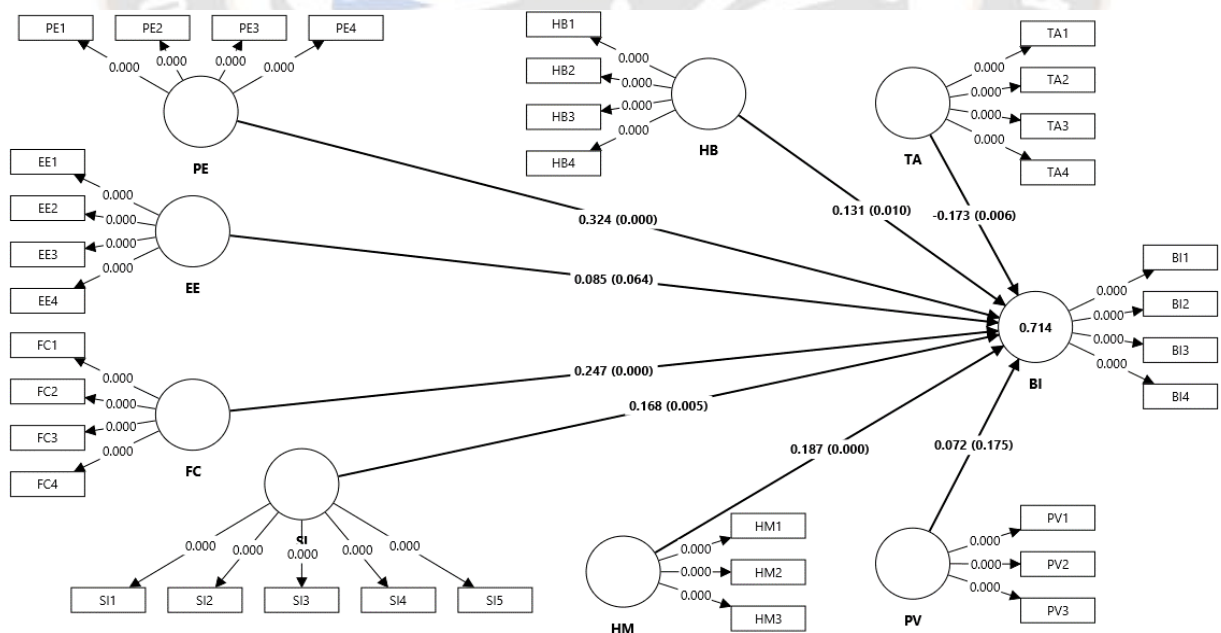 PE1
PE2
PE3
PE4
0.000
0.000
0.000
0.000
PE
HB1
HB2
HB3
HB4
0.000
0.000
0.000
0.000
HB
TA1
TA2
TA3
TA4
0.000
0.000
0.000
0.000
TA
EE1
EE2
EE3
EE4
0.000
0.000
0.000
0.000
EE
0.324 (0.000)
0.131 (0.010)
-0.173 (0.006)
0.085 (0.064)
BI1
BI2
BI3
BI4
0.000
0.000
0.000
0.000
0.714
BI
FC1
FC2
FC3
FC4
0.000
0.000
0.000
0.000
FC
0.247 (0.000)
0.168 (0.005)
0.187 (0.000)
0.072 (0.175)
SI
0.000
0.000
0.000
0.000
0.000
SI1
SI2
SI3
SI4
SI5
HM1
HM2
HM3
0.000
0.000
0.000
HM
PV1
PV2
PV3
0.000
0.000
0.000
PV